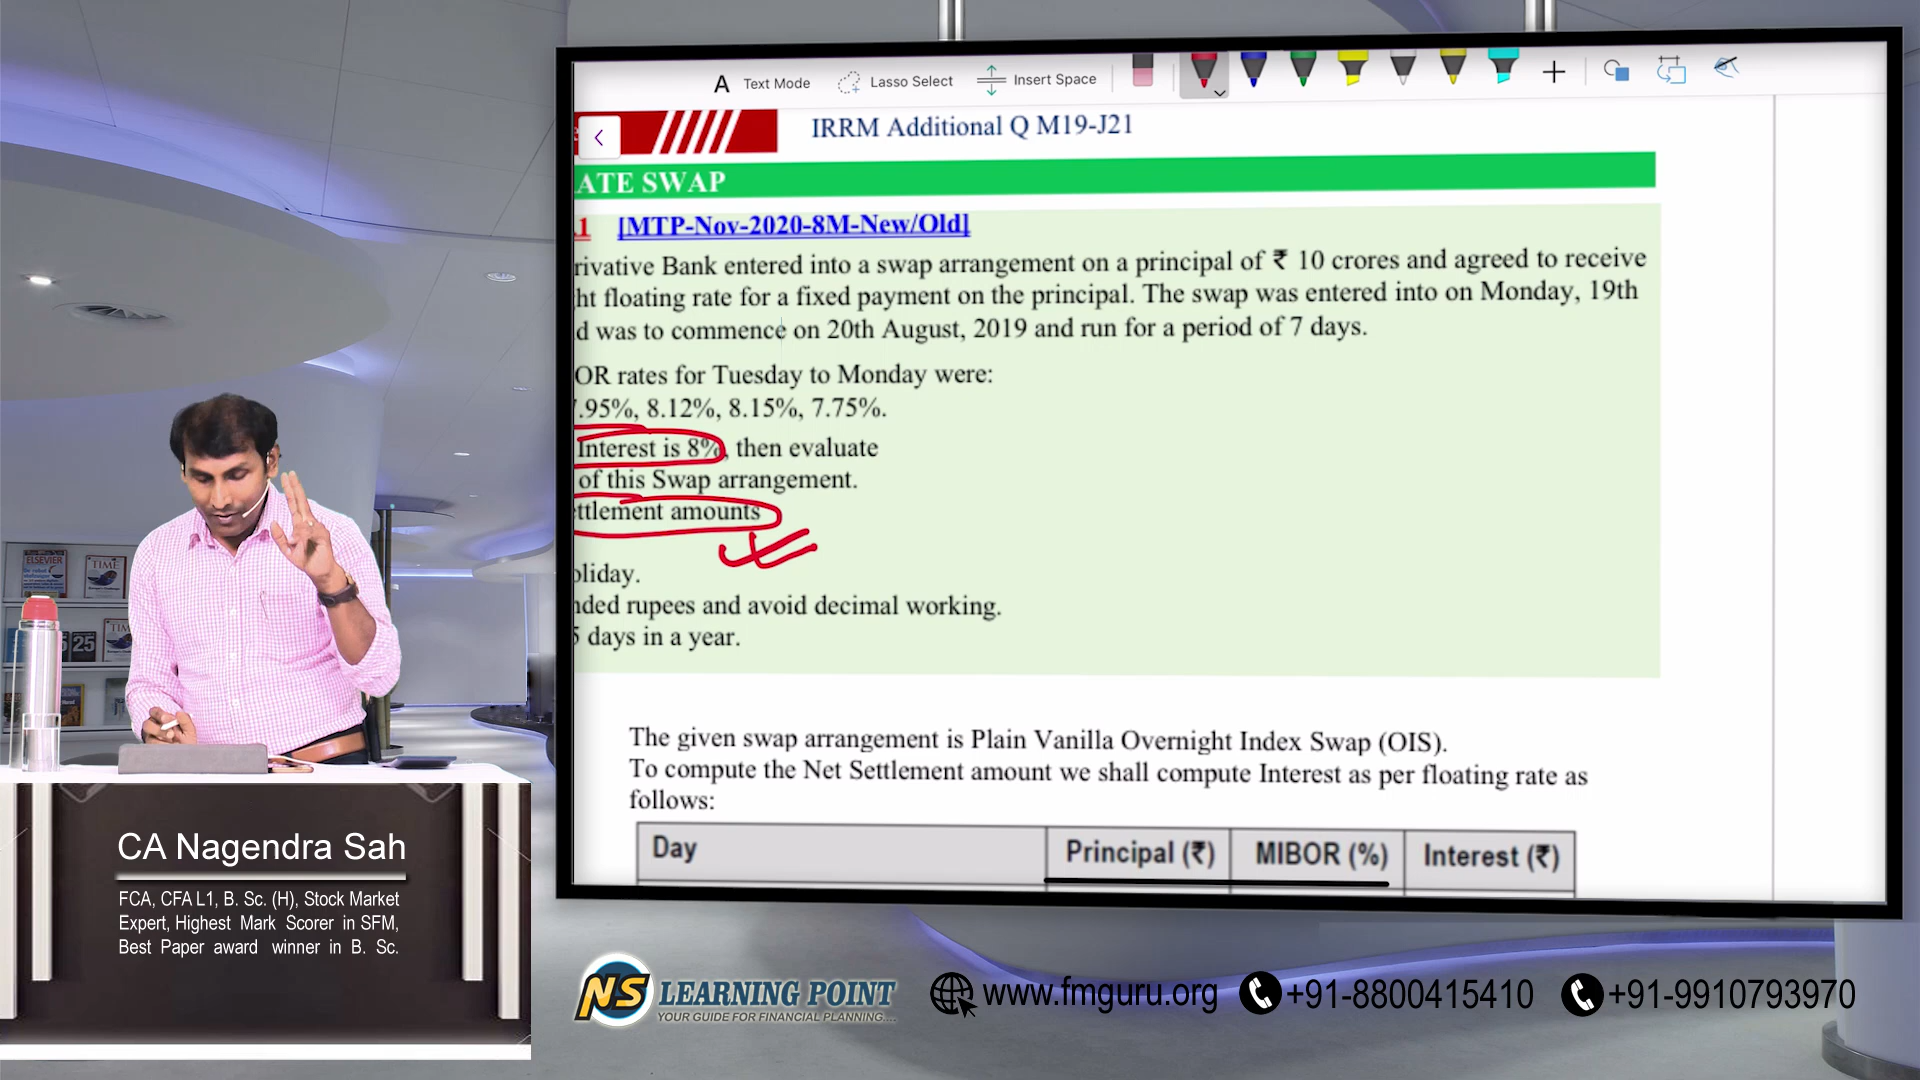 A Text Mode
Lasso Select
Insert Space
IRRM Additional Q M19-J21
ATE SWAP
.1 [MTP-Nov-2020-8M-New/Old]
rivative Bank entered into a swap arrangement on a principal of ₹ 10 crores and agreed to receive
ht floating rate for a fixed payment on the principal. The swap was entered into on Monday, 19th
d was to commence on 20th August, 2019 and run for a period of 7 days.
OR rates for Tuesday to Monday were:
.95%, 8.12%, 8.15%, 7.75%.
Interest is 8%, then evaluate
of this Swap arrangement.
ttlement amounts
oliday.
nded rupees and avoid decimal working.
5 days in a year.
The given swap arrangement is Plain Vanilla Overnight Index Swap (OIS).
To compute the Net Settlement amount we shall compute Interest as per floating rate as
follows:
Day Principal (₹) MIBOR (%) Interest (₹)
ELSEVIER
TIME
25
CA Nagendra Sah
FCA, CFA L1, B. Sc. (H), Stock Market
Expert, Highest Mark Scorer in SFM,
Best Paper award winner in B. Sc.
NS LEARNING POINT
YOUR GUIDE FOR FINANCIAL PLANNING....
www.fmguru.org
+91-8800415410
+91-9910793970